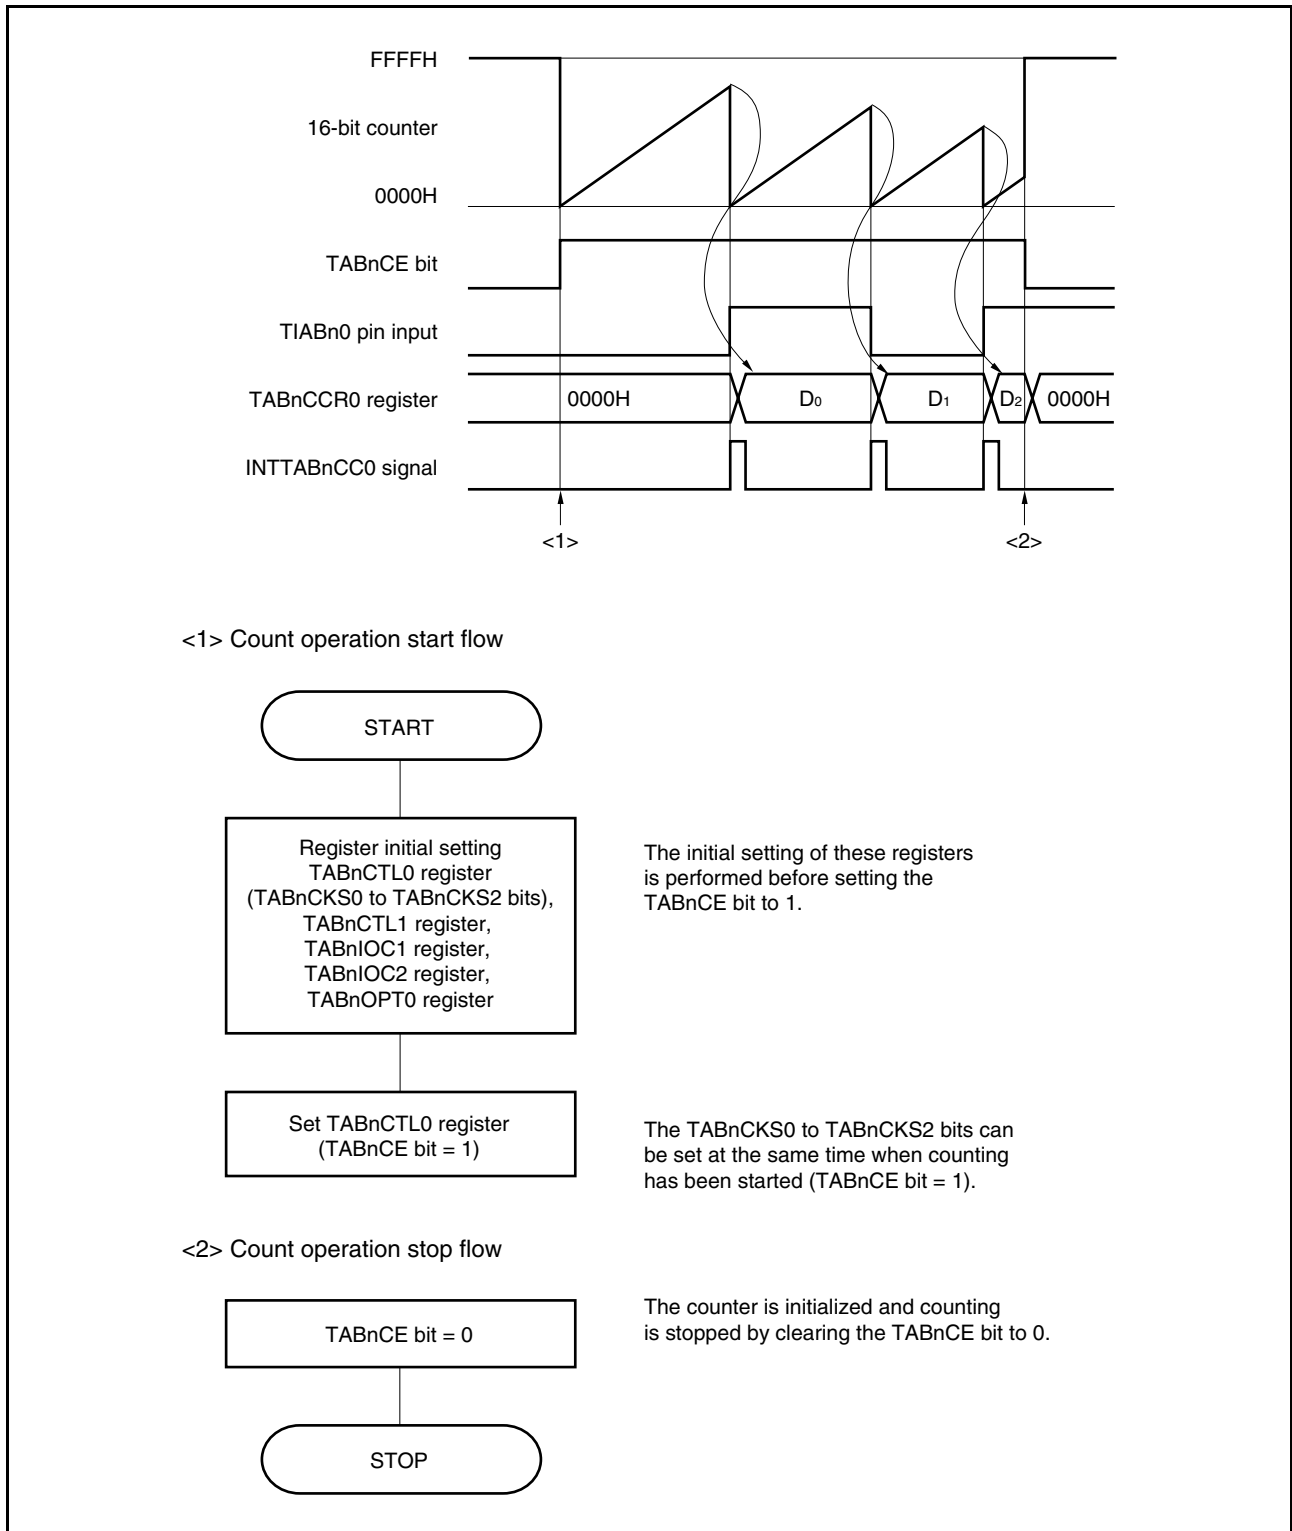 FFFFH
16-bit counter
0000H
TABnCE bit
TIABn0 pin input
TABnCCR0 register
0000H D0 D1 D2 0000H
INTTABnCC0 signal
<1> <2>
<1> Count operation start flow
START
Register initial setting
TABnCTL0 register
(TABnCKS0 to TABnCKS2 bits),
TABnCTL1 register,
TABnIOC1 register,
TABnIOC2 register,
TABnOPT0 register
The initial setting of these registers
is performed before setting the
TABnCE bit to 1.
Set TABnCTL0 register
(TABnCE bit = 1)
The TABnCKS0 to TABnCKS2 bits can
be set at the same time when counting
has been started (TABnCE bit = 1).
<2> Count operation stop flow
TABnCE bit = 0
The counter is initialized and counting
is stopped by clearing the TABnCE bit to 0.
STOP